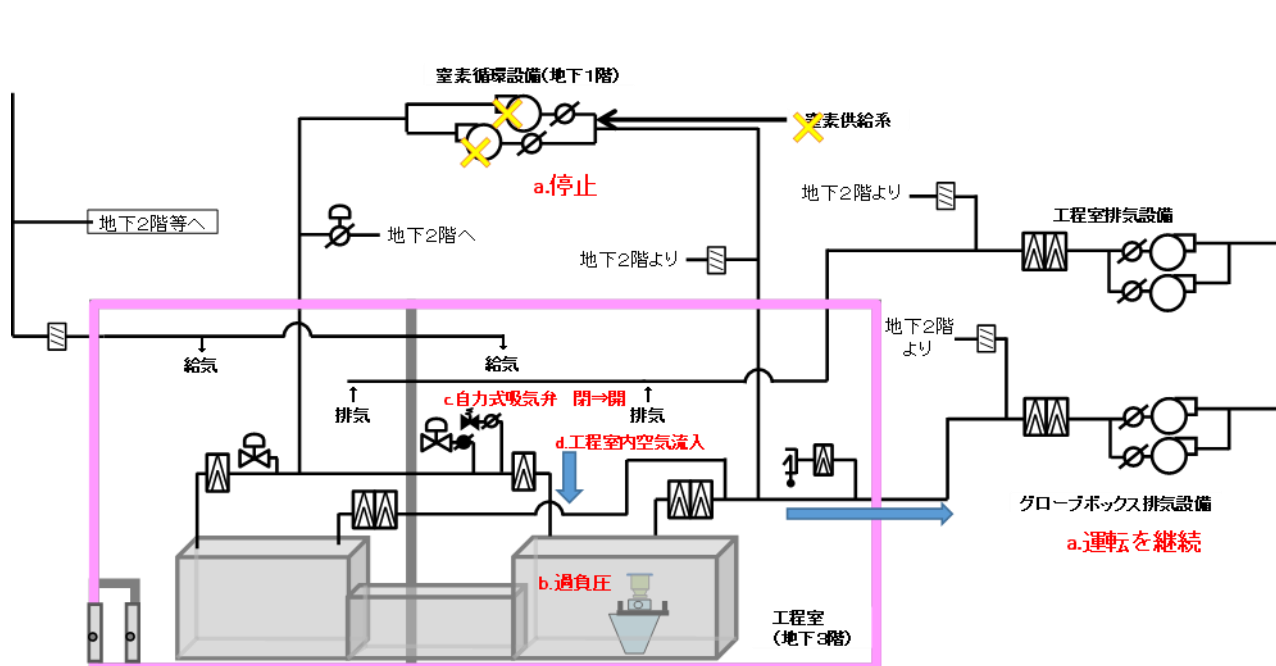 窒素循環設備(地下1階)
窒素供給系
a.停止
地下2階より
工程室排気設備
地下2階等へ
地下2階へ
地下2階より
地下2階
より
給気
給気
c.自力式吸気弁 閉⇒開
排気
排気
d.工程室内空気流入
グローブボックス排気設備
a.運転を継続
b.過負圧
工程室
(地下3階)